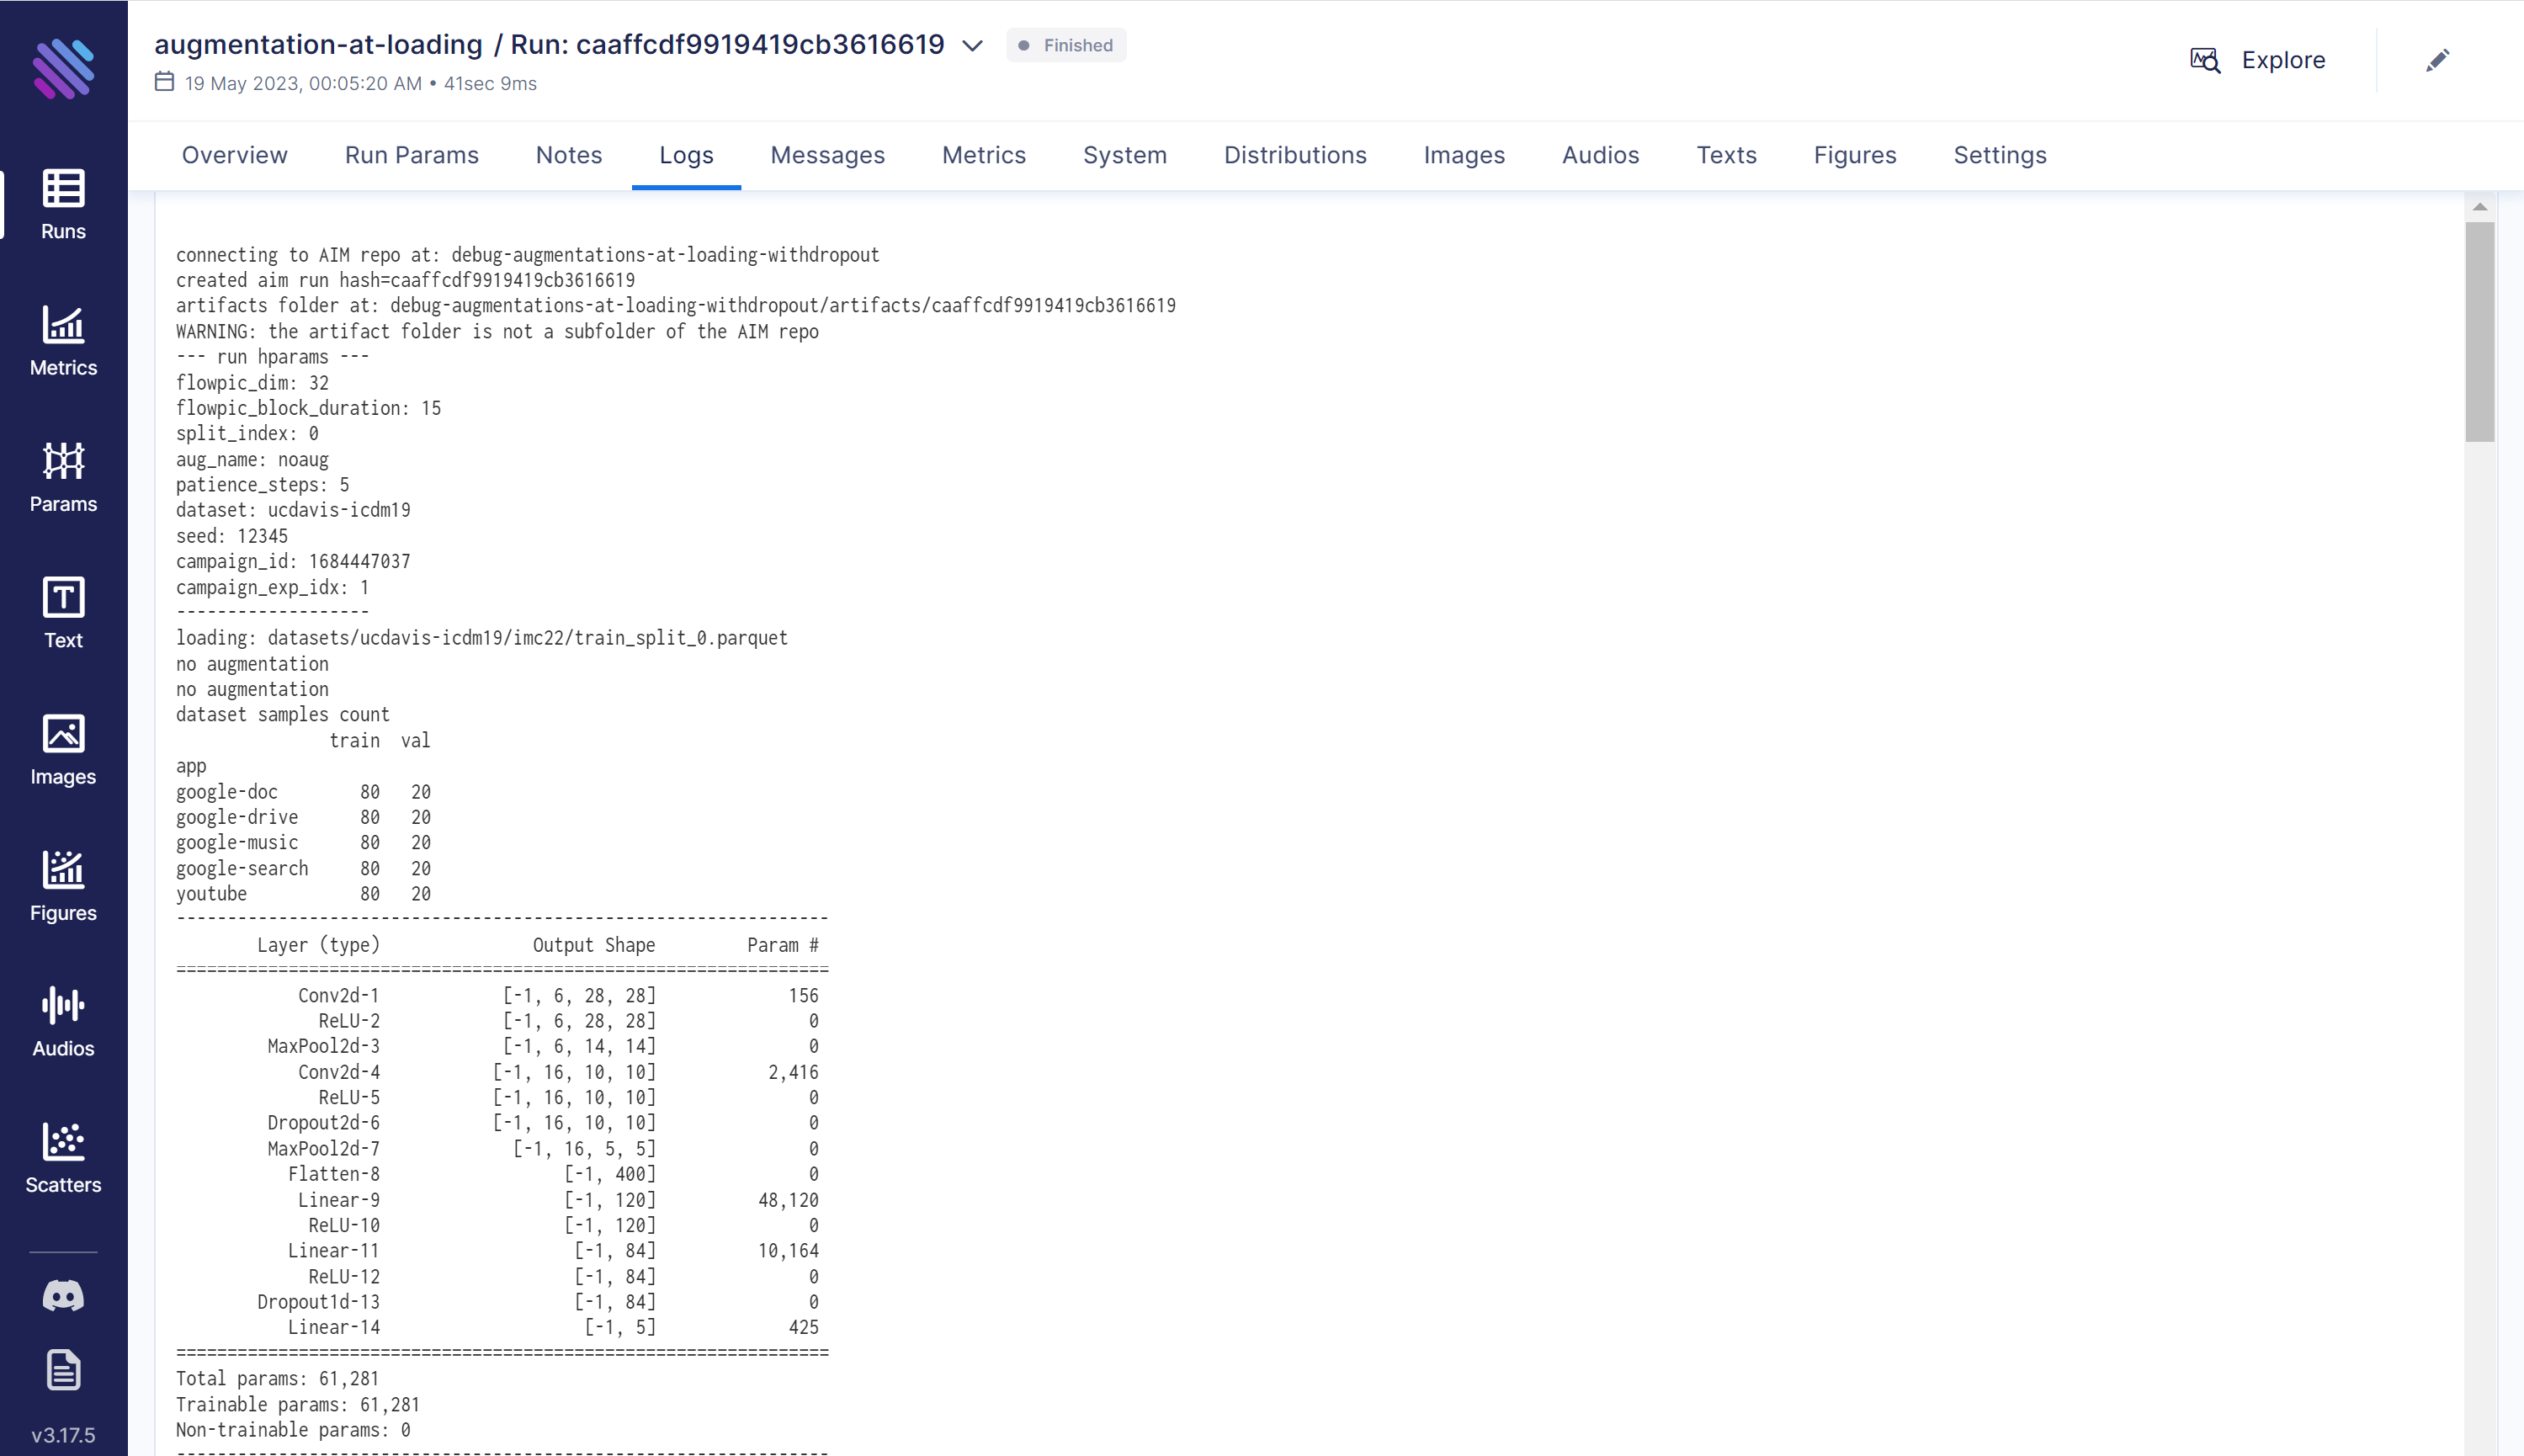 augmentation-at-loading / Run: caaffcdf9919419cb3616619
Finished
19 May 2023, 00:05:20 AM • 41sec 9ms
Explore
Overview Run Params Notes Logs Messages Metrics System Distributions Images Audios Texts Figures Settings
Runs
Metrics
Params
Text
Images
Figures
Audios
Scatters
v3.17.5
connecting to AIM repo at: debug-augmentations-at-loading-withdropout
created aim run hash=caaffcdf9919419cb3616619
artifacts folder at: debug-augmentations-at-loading-withdropout/artifacts/caaffcdf9919419cb3616619
WARNING: the artifact folder is not a subfolder of the AIM repo
--- run hparams ---
flowpic_dim: 32
flowpic_block_duration: 15
split_index: 0
aug_name: noaug
patience_steps: 5
dataset: ucdavis-icdm19
seed: 12345
campaign_id: 1684447037
campaign_exp_idx: 1
-------------------
loading: datasets/ucdavis-icdm19/imc22/train_split_0.parquet
no augmentation
no augmentation
dataset samples count
train val
app
google-doc 80 20
google-drive 80 20
google-music 80 20
google-search 80 20
youtube 80 20
----------------------------------------------------------------
Layer (type) Output Shape Param #
================================================================
Conv2d-1 [-1, 6, 28, 28] 156
ReLU-2 [-1, 6, 28, 28] 0
MaxPool2d-3 [-1, 6, 14, 14] 0
Conv2d-4 [-1, 16, 10, 10] 2,416
ReLU-5 [-1, 16, 10, 10] 0
Dropout2d-6 [-1, 16, 10, 10] 0
MaxPool2d-7 [-1, 16, 5, 5] 0
Flatten-8 [-1, 400] 0
Linear-9 [-1, 120] 48,120
ReLU-10 [-1, 120] 0
Linear-11 [-1, 84] 10,164
ReLU-12 [-1, 84] 0
Dropout1d-13 [-1, 84] 0
Linear-14 [-1, 5] 425
================================================================
Total params: 61,281
Trainable params: 61,281
Non-trainable params: 0
----------------------------------------------------------------